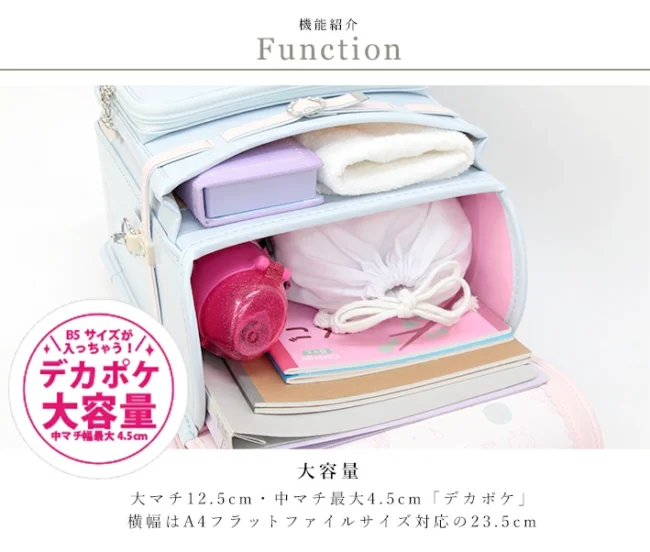 機能紹介
Function
B5 サイズが
入っちゃう！
デカポケ
大容量
中マチ幅最大 4.5cm
大容量
大マチ12.5cm・中マチ最大4.5cm「デカポケ」
横幅はA4フラットファイルサイズ対応の23.5cm